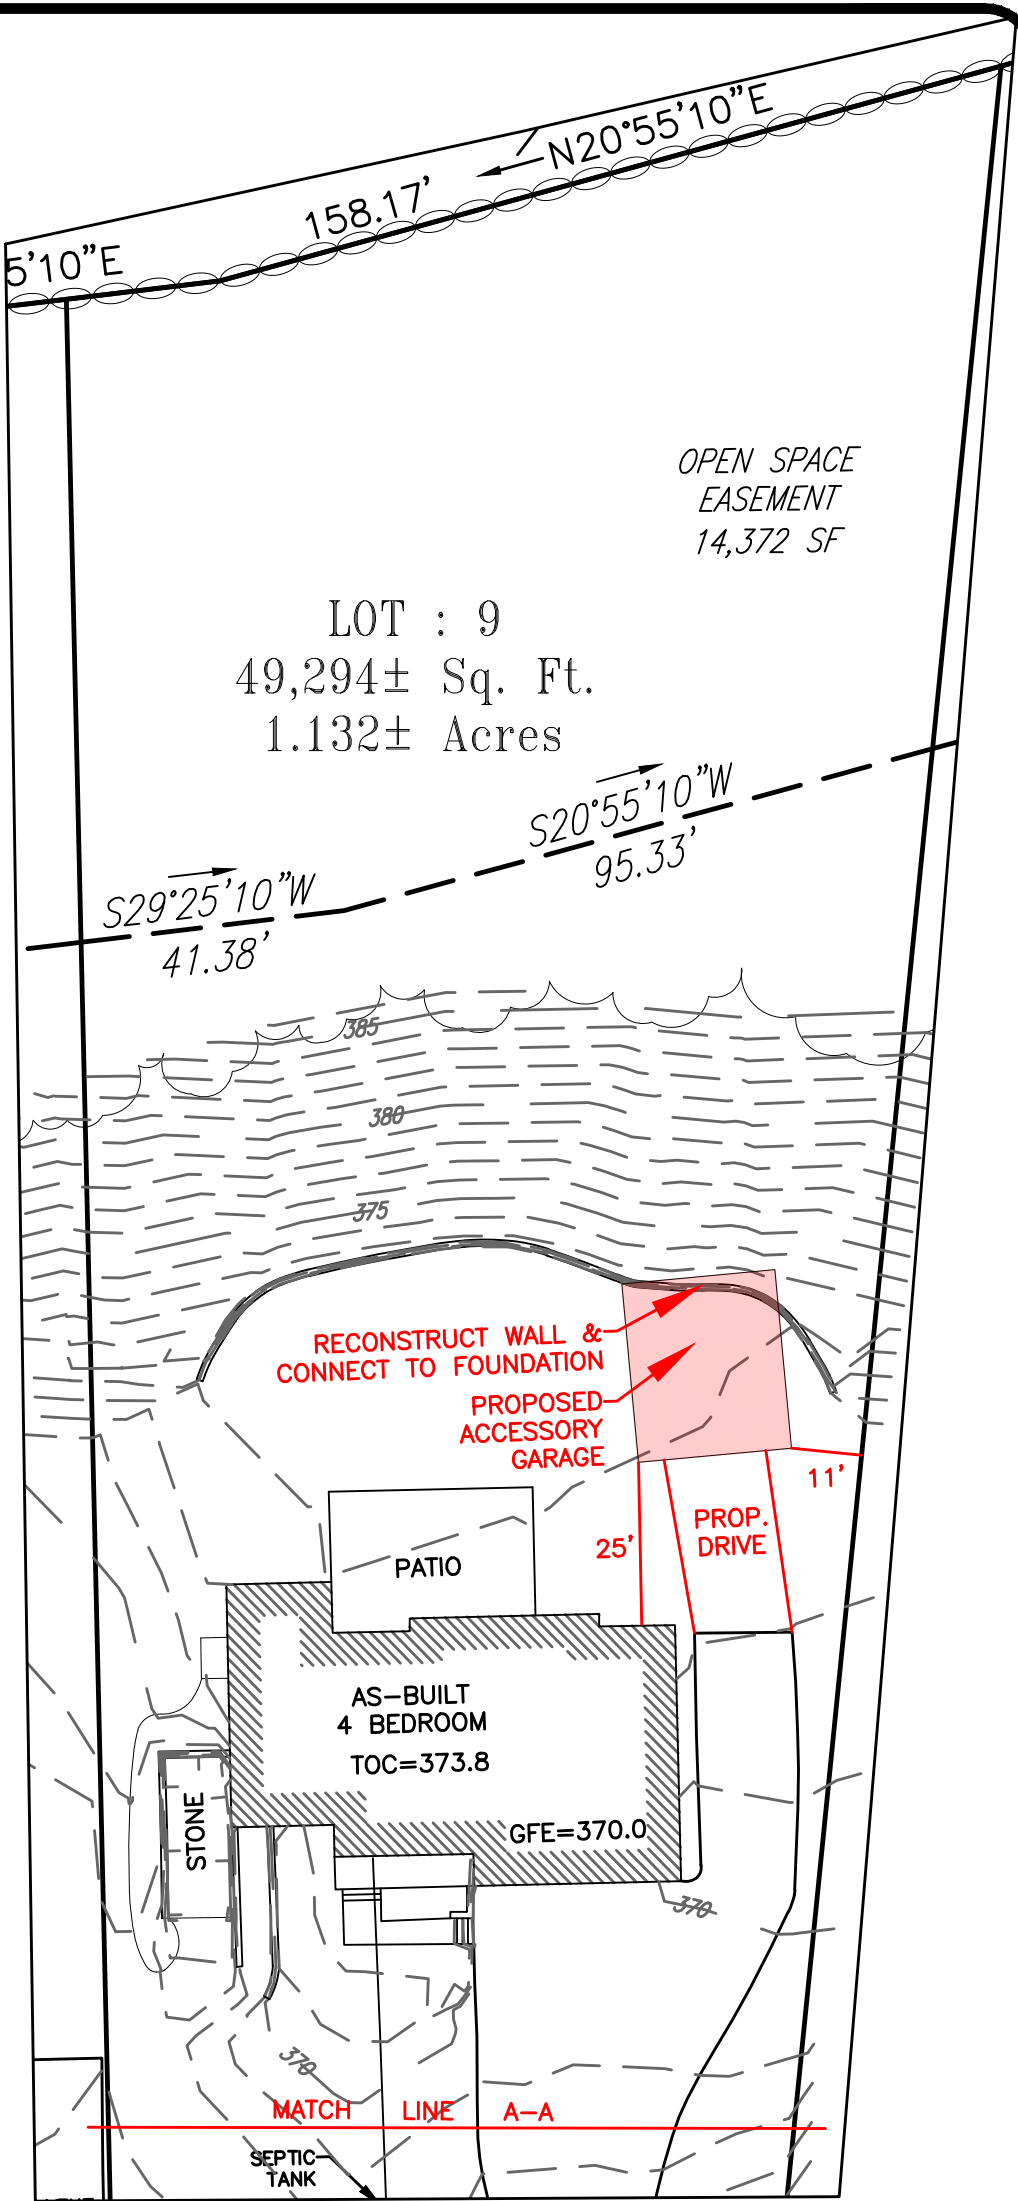 N20°55'10"E
158.17'
5'10"E
OPEN SPACE
EASEMENT
14,372 SF
LOT : 9
49,294± Sq. Ft.
1.132± Acres
S20°55'10"W
95.33'
S29°25'10"W
41.38'
385
380
375
RECONSTRUCT WALL &
CONNECT TO FOUNDATION
PROPOSED
ACCESSORY
GARAGE
11'
25'
PROP.
DRIVE
PATIO
AS-BUILT
4 BEDROOM
TOC=373.8
STONE
GFE=370.0
370
370
MATCH LINE A-A
SEPTIC
TANK